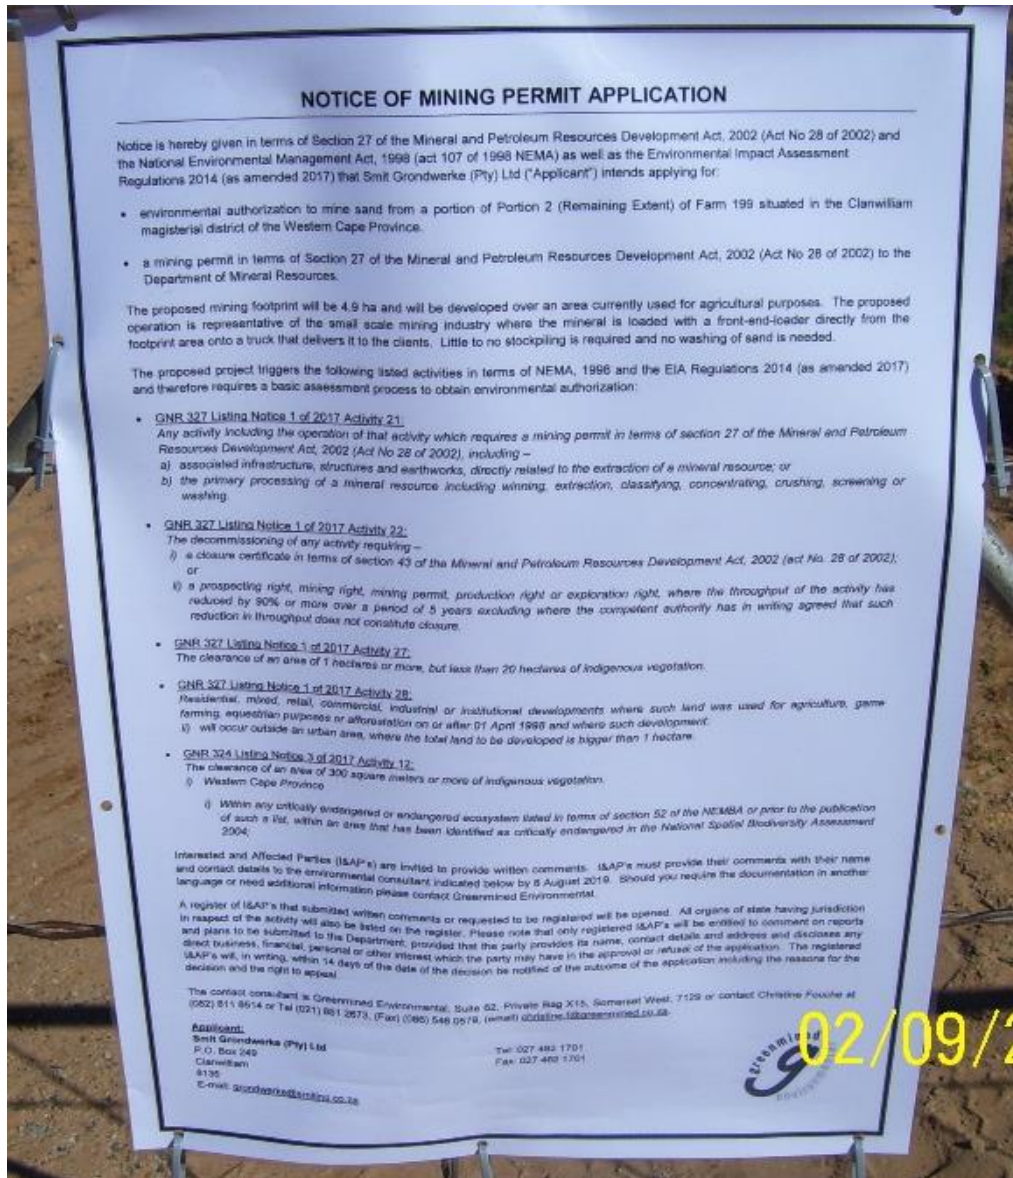 NOTICE OF MINING PERMIT APPLICATION
Notice is hereby given in terms of Section 27 of the Mineral and Petroleum Resources Development Act, 2002 (Act No 28 of 2002) and
the National Environmental Management Act, 1998 (act 107 of 1998 NEMA) as well as the Environmental Impact Assessment
Regulations 2014 (as amended 2017) that Smit Grondwerke (Pty) Ltd ("Applicant") intends applying for:
• environmental authorization to mine sand from a portion of Portion 2 (Remaining Extent) of Farm 199 situated in the Clanwilliam
magisterial district of the Western Cape Province.
• a mining permit in terms of Section 27 of the Mineral and Petroleum Resources Development Act, 2002 (Act No 28 of 2002) to the
Department of Mineral Resources.
The proposed mining footprint will be 4.9 ha and will be developed over an area currently used for agricultural purposes. The proposed
operation is representative of the small scale mining industry where the mineral is loaded with a front-end-loader directly from the
footprint area onto a truck that delivers it to the clients. Little to no stockpiling is required and no washing of sand is needed.
The proposed project triggers the following listed activities in terms of NEMA, 1998 and the EIA Regulations 2014 (as amended 2017)
and therefore requires a basic assessment process to obtain environmental authorization:
• GNR 327 Listing Notice 1 of 2017 Activity 21:
Any activity including the operation of that activity which requires a mining permit in terms of section 27 of the Mineral and Petroleum
Resources Development Act, 2002 (Act No 28 of 2002), including –
a) associated infrastructure, structures and earthworks, directly related to the extraction of a mineral resource; or
b) the primary processing of a mineral resource including winning, extraction, classifying, concentrating, crushing, screening or
washing.
• GNR 327 Listing Notice 1 of 2017 Activity 22:
The decommissioning of any activity requiring –
i) a closure certificate in terms of section 43 of the Mineral and Petroleum Resources Development Act, 2002 (act No. 28 of 2002);
or
ii) a prospecting right, mining right, mining permit, production right or exploration right, where the throughput of the activity has
reduced by 90% or more over a period of 5 years excluding where the competent authority has in writing agreed that such
reduction in throughput does not constitute closure.
• GNR 327 Listing Notice 1 of 2017 Activity 27:
The clearance of an area of 1 hectares or more, but less than 20 hectares of indigenous vegetation.
• GNR 327 Listing Notice 1 of 2017 Activity 28:
Residential, mixed, retail, commercial, industrial or institutional developments where such land was used for agriculture, game
farming, equestrian purposes or afforestation on or after 01 April 1998 and where such development:
ii) will occur outside an urban area, where the total land to be developed is bigger than 1 hectare.
• GNR 324 Listing Notice 3 of 2017 Activity 12:
The clearance of an area of 300 square meters or more of indigenous vegetation.
i) Western Cape Province
i) Within any critically endangered or endangered ecosystem listed in terms of section 52 of the NEMBA or prior to the publication
of such a list, within an area that has been identified as critically endangered in the National Spatial Biodiversity Assessment
2004;
Interested and Affected Parties (I&AP's) are invited to provide written comments. I&AP's must provide their comments with their name
and contact details to the environmental consultant indicated below by 8 August 2019. Should you require the documentation in another
language or need additional information please contact Greenmined Environmental.
A register of I&AP's that submitted written comments or requested to be registered will be opened. All organs of state having jurisdiction
in respect of the activity will also be listed on the register. Please note that only registered I&AP's will be entitled to comment on reports
and plans to be submitted to the Department, provided that the party provides its name, contact details and address and discloses any
direct business, financial, personal or other interest which the party may have in the approval or refusal of the application. The registered
I&AP's will, in writing, within 14 days of the date of the decision be notified of the outcome of the application including the reasons for the
decision and the right to appeal.
The contact consultant is Greenmined Environmental, Suite 62, Private Bag X15, Somerset West, 7129 or contact Christine Fouche at
(082) 811 8514 or Tel (021) 851 2673, (Fax) (086) 546 0579, (email) christine.f@greenmined.co.za.
Applicant:
Smit Grondwerke (Pty) Ltd
P.O. Box 249
Clanwilliam
8135
E-mail: grondwerke@smitinc.co.za
Tel: 027 482 1701
Fax: 027 482 1701
greenmined
02/09/2